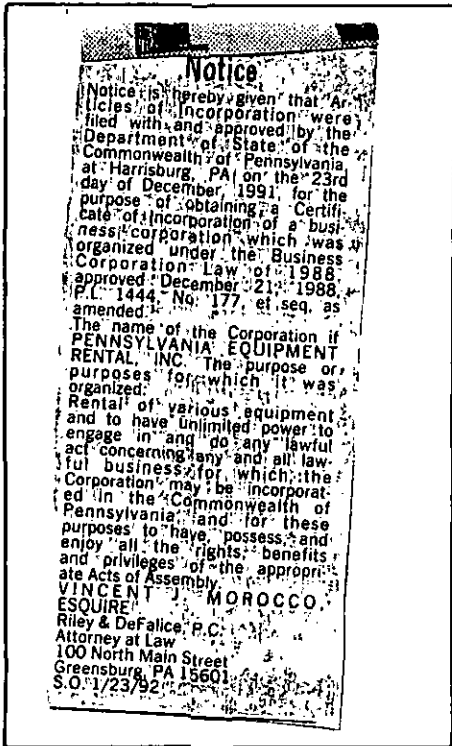 Notice
Notice is hereby given that Ar-
ticles of Incorporation were
filed with and approved by the
Department of State of the
Commonwealth of Pennsylvania,
at Harrisburg, PA on the 23rd
day of December, 1991, for the
purpose of obtaining a Certifi-
cate of Incorporation of a busi-
ness corporation which was
organized under the Business
Corporation Law of 1988,
approved December 21, 1988,
P.L. 1444, No. 177, et seq. as
amended.
The name of the Corporation if
PENNSYLVANIA EQUIPMENT
RENTAL, INC. The purpose or
purposes for which it was
organized:
Rental of various equipment
and to have unlimited power to
engage in and do any lawful
act concerning any and all law-
ful business for which the
Corporation may be incorporat-
ed in the Commonwealth of
Pennsylvania and for these
purposes to have, possess, and
enjoy all the rights, benefits
and privileges of the appropri-
ate Acts of Assembly.
VINCENT J. MOROCCO,
ESQUIRE
Riley & DeFalice, P.C.
Attorney at Law
100 North Main Street
Greensburg, PA 15601
S.O. 1/23/92